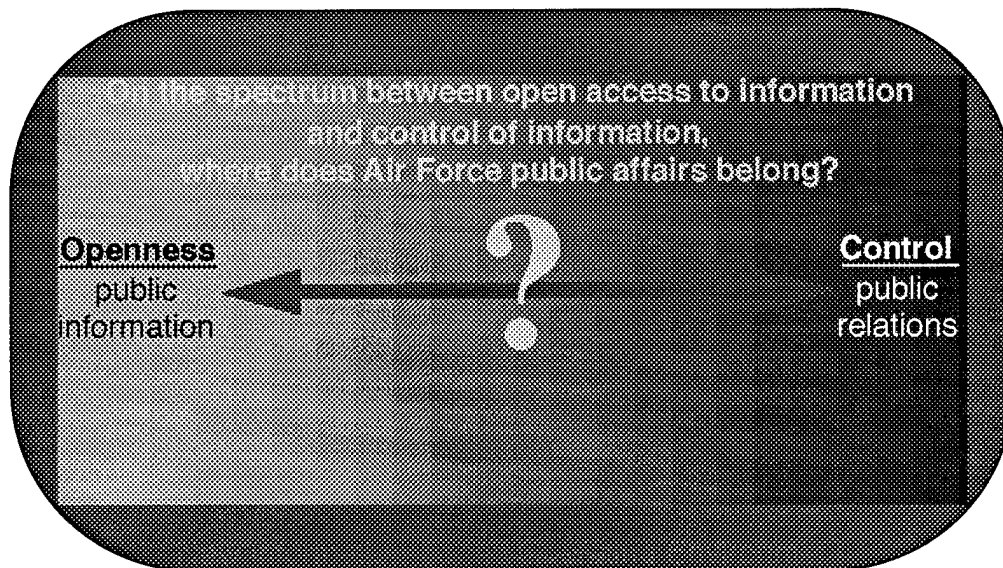 On the spectrum between open access to information
and control of information,
where does Air Force public affairs belong?
?
Openness
public
information
Control
public
relations